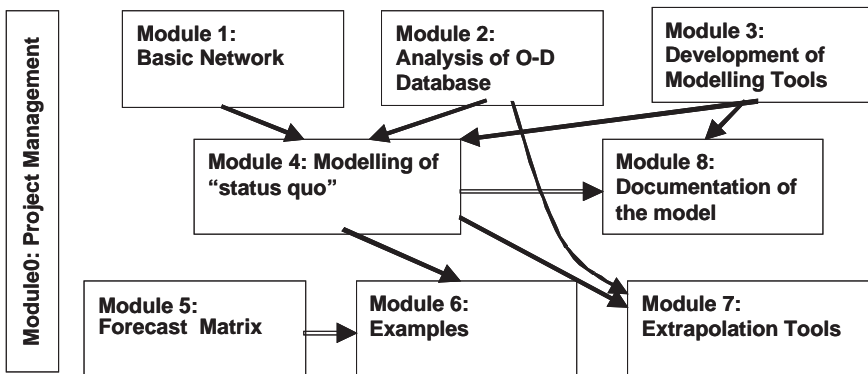 Module0: Project Management
Module 1:
Basic Network
Module 2:
Analysis of O-D
Database
Module 3:
Development of
Modelling Tools
Module 4: Modelling of
“status quo”
Module 8:
Documentation of
the model
Module 5:
Forecast Matrix
Module 6:
Examples
Module 7:
Extrapolation Tools